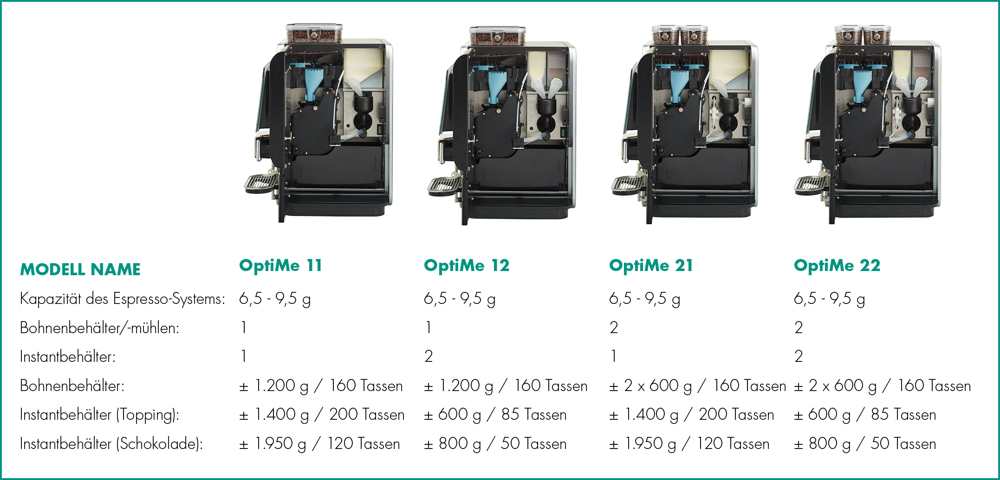 MODELL NAME OptiMe 11 OptiMe 12 OptiMe 21 OptiMe 22
Kapazität des Espresso-Systems: 6,5 - 9,5 g 6,5 - 9,5 g 6,5 - 9,5 g 6,5 - 9,5 g
Bohnenbehälter/-mühlen: 1 1 2 2
Instantbehälter: 1 2 1 2
Bohnenbehälter: ± 1.200 g / 160 Tassen ± 1.200 g / 160 Tassen ± 2 x 600 g / 160 Tassen ± 2 x 600 g / 160 Tassen
Instantbehälter (Topping): ± 1.400 g / 200 Tassen ± 600 g / 85 Tassen ± 1.400 g / 200 Tassen ± 600 g / 85 Tassen
Instantbehälter (Schokolade): ± 1.950 g / 120 Tassen ± 800 g / 50 Tassen ± 1.950 g / 120 Tassen ± 800 g / 50 Tassen